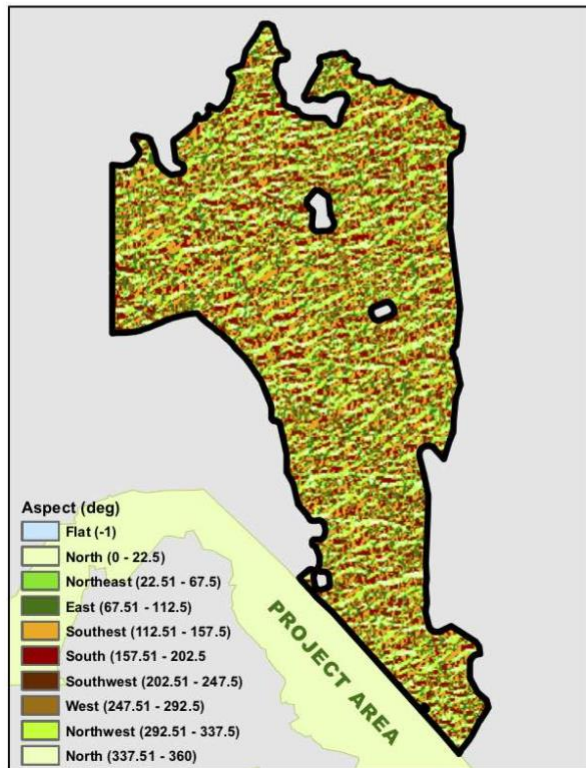 Aspect (deg)
Flat (-1)
North (0 - 22.5)
Northeast (22.51 - 67.5)
East (67.51 - 112.5)
Southest (112.51 - 157.5)
South (157.51 - 202.5
Southwest (202.51 - 247.5)
West (247.51 - 292.5)
Northwest (292.51 - 337.5)
North (337.51 - 360)
PROJECT AREA